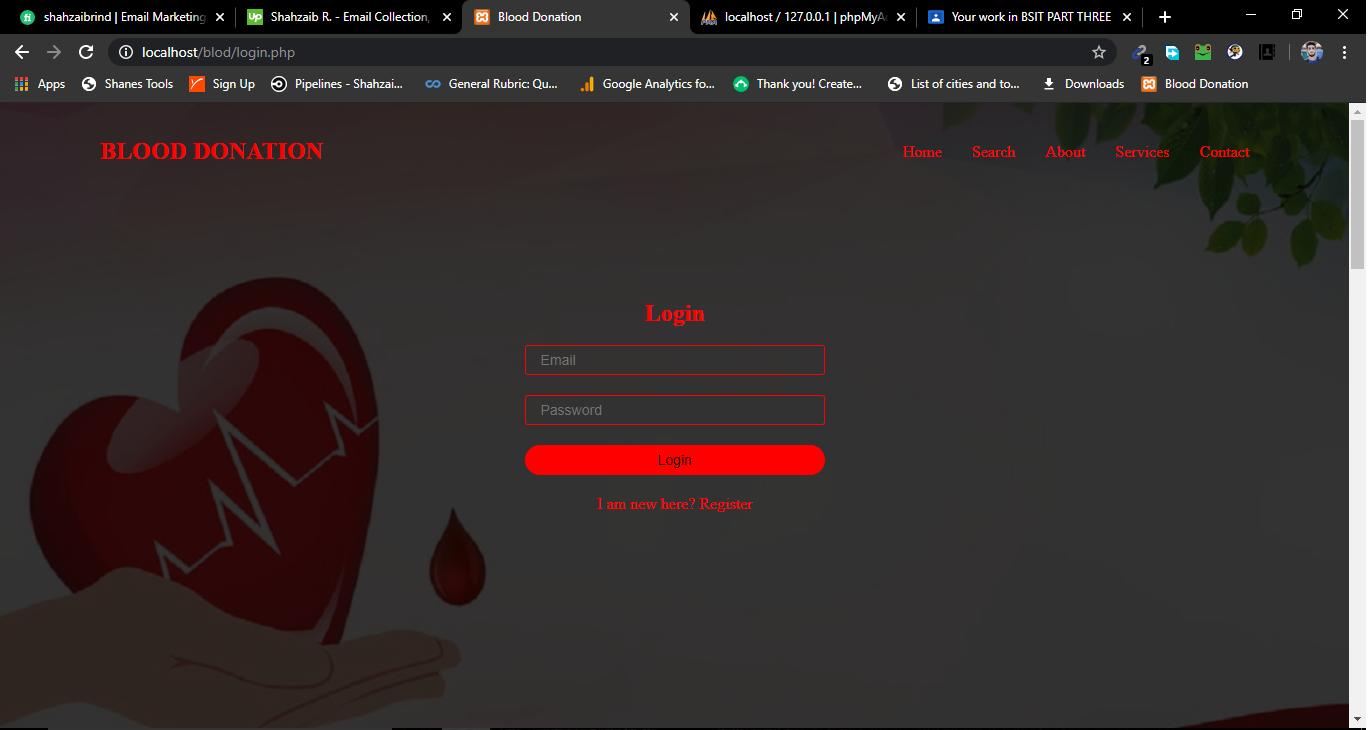 fi shahzaibrind | Email Marketing
up Shahzaib R. - Email Collection,
Blood Donation
localhost / 127.0.0.1 | phpMyA
Your work in BSIT PART THREE
localhost/blod/login.php
2
Apps
Shanes Tools
Sign Up
Pipelines - Shahzai...
General Rubric: Qu...
Google Analytics fo...
Thank you! Create...
List of cities and to...
Downloads
Blood Donation
BLOOD DONATION
Home Search About Services Contact
Login
Email
Password
Login
I am new here? Register